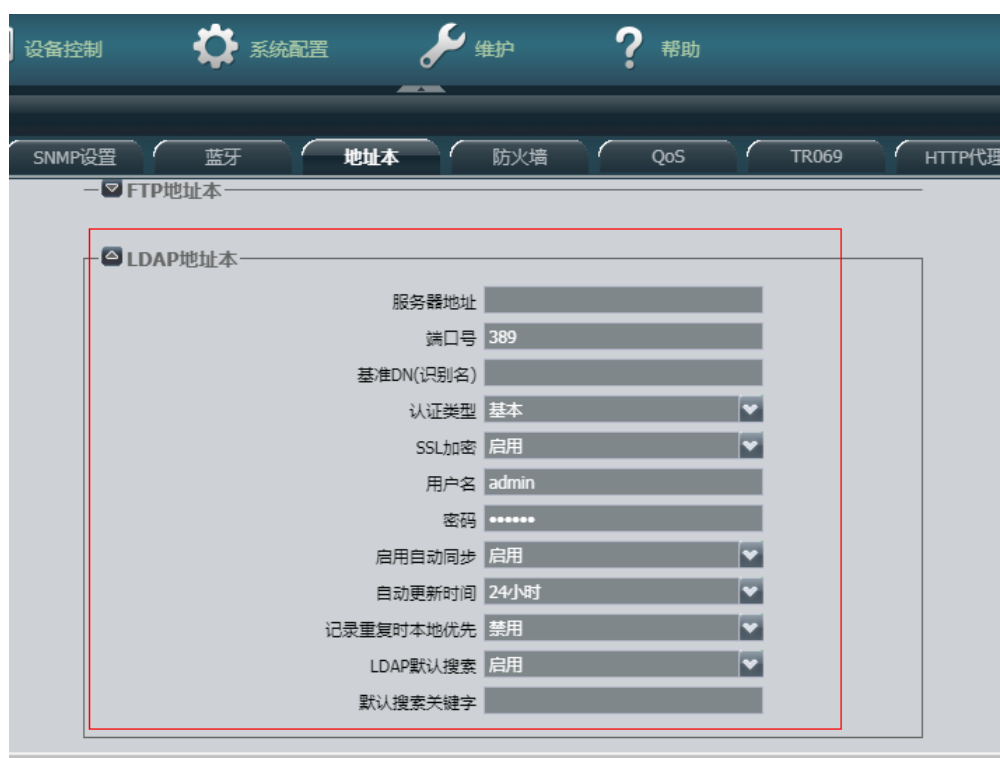 设备控制 系统配置 维护 ? 帮助
SNMP设置 蓝牙 地址本 防火墙 QoS TR069 HTTP代理
FTP地址本
LDAP地址本
服务器地址
端口号 389
基准DN(识别名)
认证类型 基本
SSL加密 启用
用户名 admin
密码 ••••••
启用自动同步 启用
自动更新时间 24小时
记录重复时本地优先 禁用
LDAP默认搜索 启用
默认搜索关键字